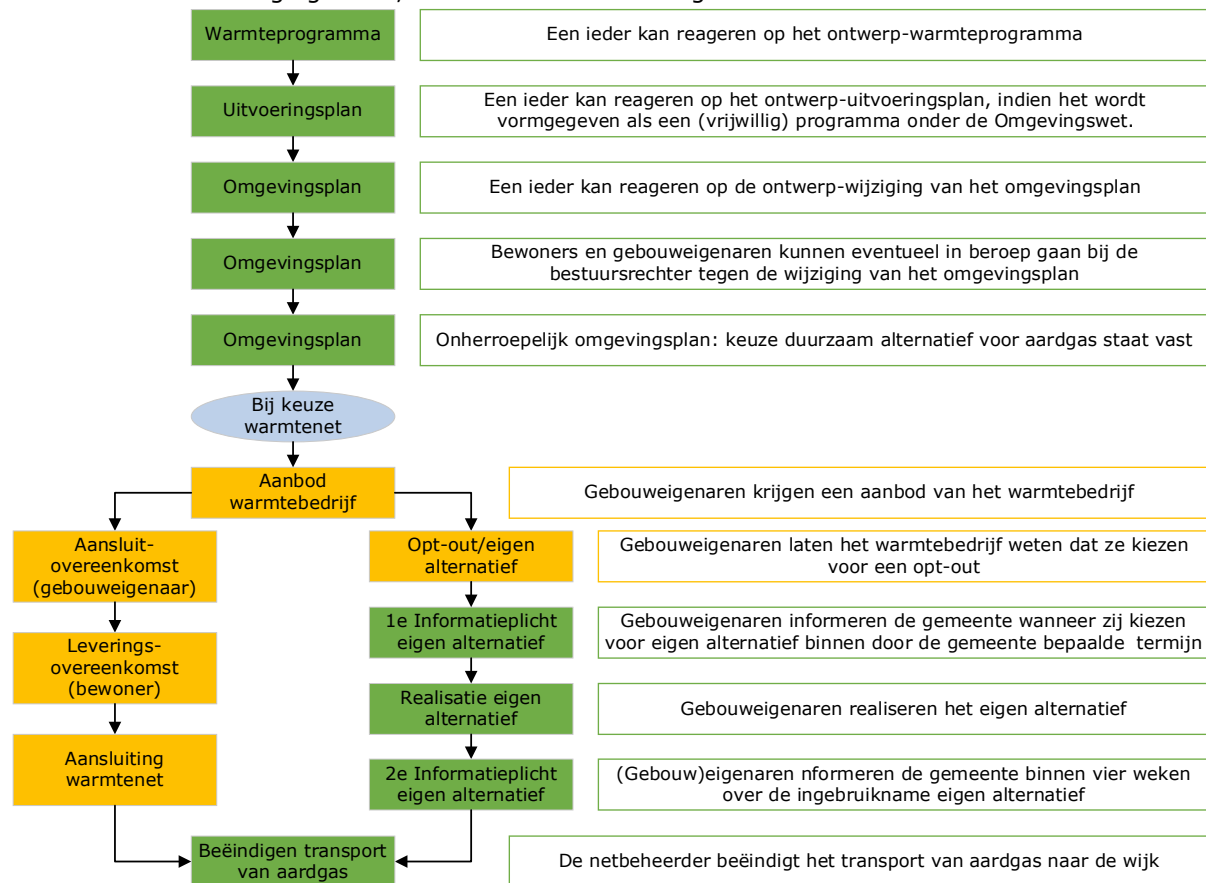 Warmteprogramma
Een ieder kan reageren op het ontwerp-warmteprogramma
Uitvoeringsplan
Een ieder kan reageren op het ontwerp-uitvoeringsplan, indien het wordt
vormgegeven als een (vrijwillig) programma onder de Omgevingswet.
Omgevingsplan
Een ieder kan reageren op de ontwerp-wijziging van het omgevingsplan
Omgevingsplan
Bewoners en gebouweigenaren kunnen eventueel in beroep gaan bij de
bestuursrechter tegen de wijziging van het omgevingsplan
Omgevingsplan
Onherroepelijk omgevingsplan: keuze duurzaam alternatief voor aardgas staat vast
Bij keuze
warmtenet
Aanbod
warmtebedrijf
Gebouweigenaren krijgen een aanbod van het warmtebedrijf
Aansluit-
overeenkomst
(gebouweigenaar)
Opt-out/eigen
alternatief
Gebouweigenaren laten het warmtebedrijf weten dat ze kiezen
voor een opt-out
1e Informatieplicht
eigen alternatief
Gebouweigenaren informeren de gemeente wanneer zij kiezen
voor eigen alternatief binnen door de gemeente bepaalde termijn
Leverings-
overeenkomst
(bewoner)
Realisatie eigen
alternatief
Gebouweigenaren realiseren het eigen alternatief
Aansluiting
warmtenet
2e Informatieplicht
eigen alternatief
(Gebouw)eigenaren nformeren de gemeente binnen vier weken
over de ingebruikname eigen alternatief
Beëindigen transport
van aardgas
De netbeheerder beëindigt het transport van aardgas naar de wijk